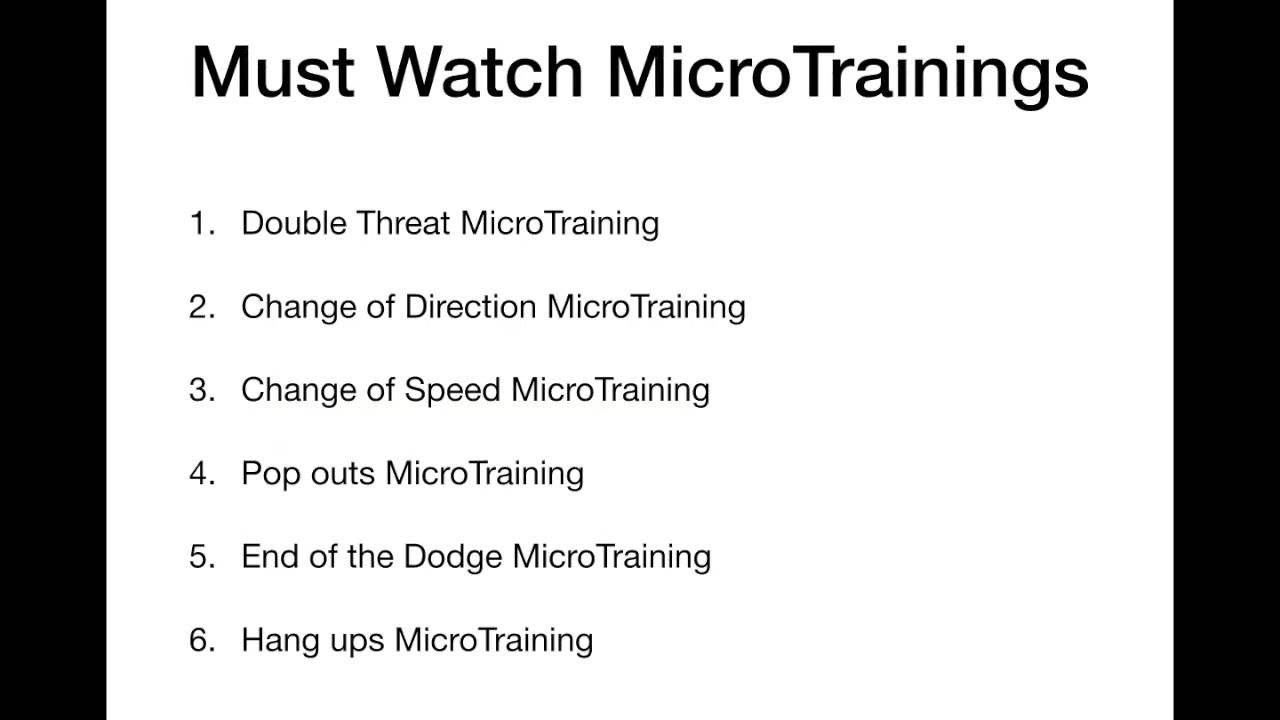 Must Watch MicroTrainings
1. Double Threat MicroTraining
2. Change of Direction MicroTraining
3. Change of Speed MicroTraining
4. Pop outs MicroTraining
5. End of the Dodge MicroTraining
6. Hang ups MicroTraining